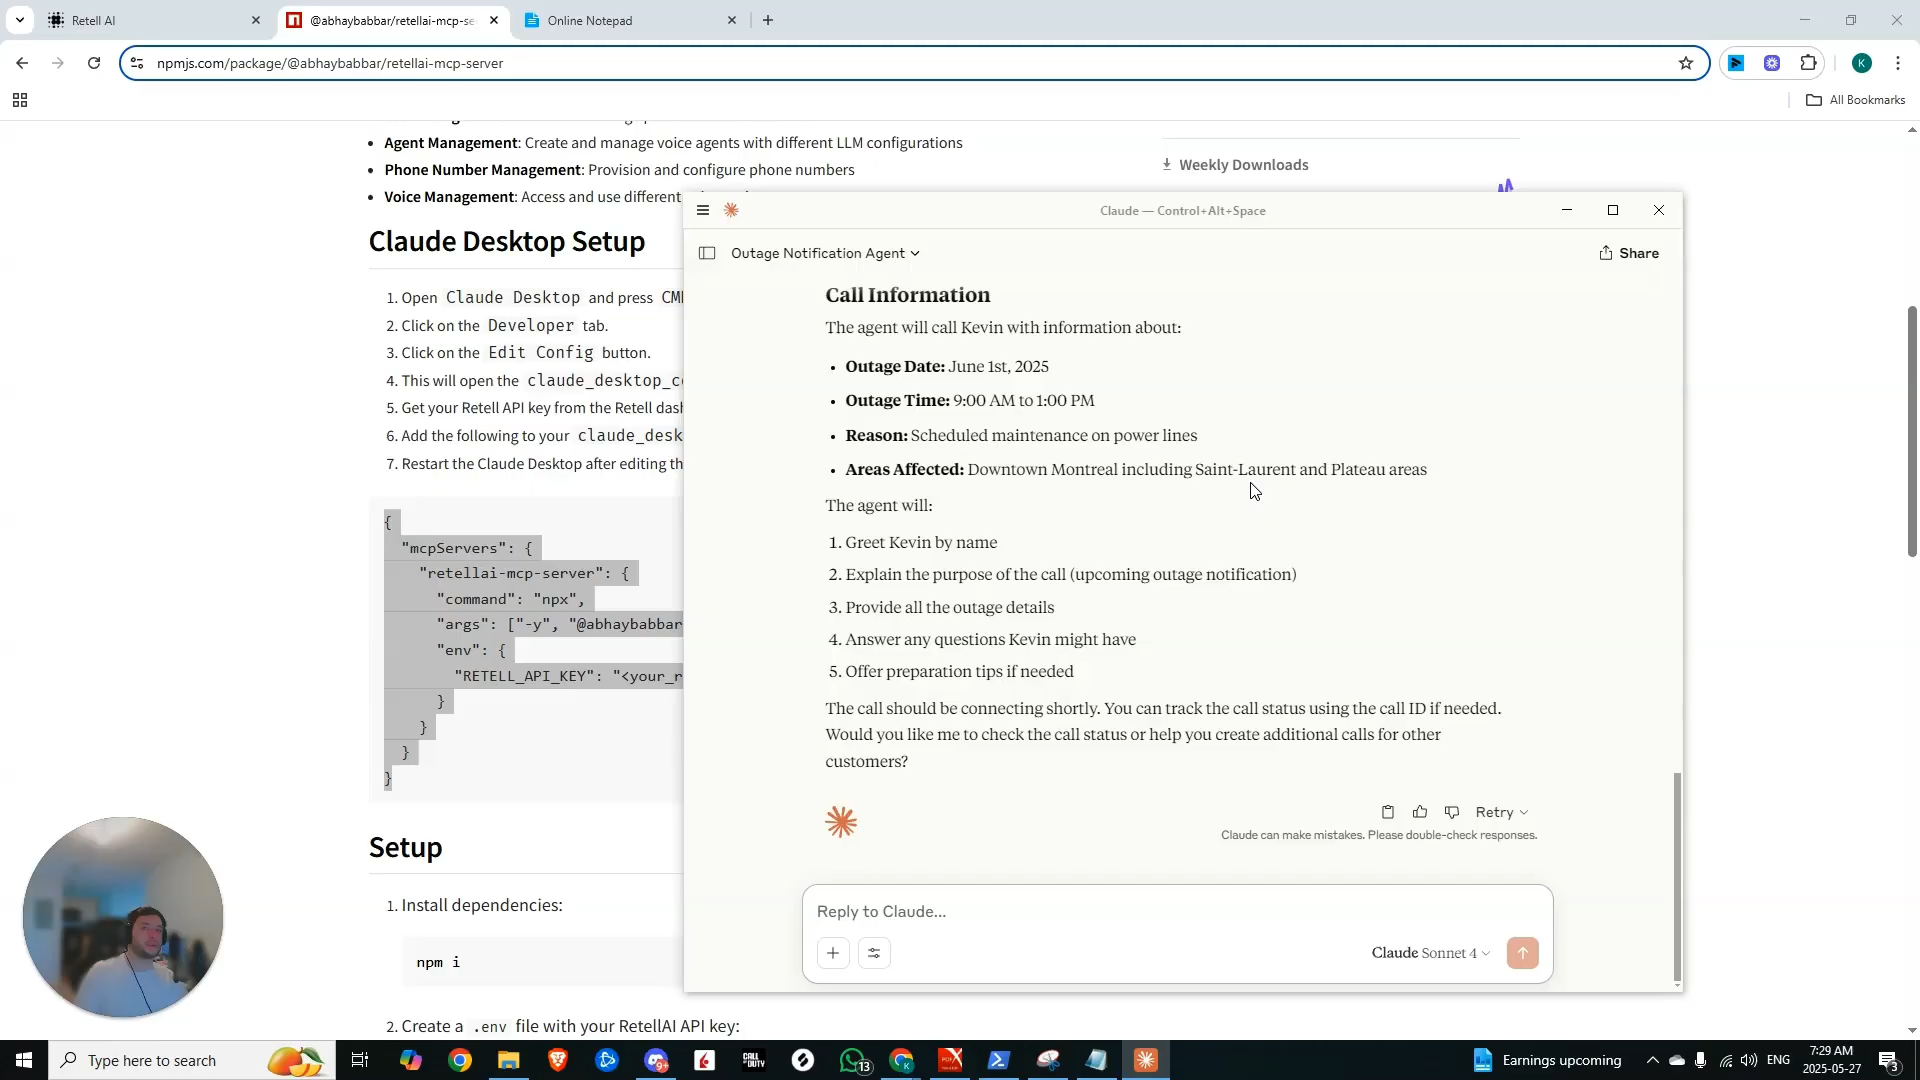 Retell AI
@abhaybabbar/retellai-mcp-se
Online Notepad
npmjs.com/package/@abhaybabbar/retellai-mcp-server
K
All Bookmarks
Agent Management: Create and manage voice agents with different LLM configurations
Phone Number Management: Provision and configure phone numbers
Voice Management: Access and use different
Weekly Downloads
Claude Desktop Setup
1. Open Claude Desktop and press CM
2. Click on the Developer tab.
3. Click on the Edit Config button.
4. This will open the claude_desktop_c
5. Get your Retell API key from the Retell das
6. Add the following to your claude_desk
7. Restart the Claude Desktop after editing th
{
"mcpServers": {
"retellai-mcp-server": {
"command": "npx",
"args": ["-y", "@abhaybabbar
"env": {
"RETELL_API_KEY": "<your_r
}
}
}
}
Setup
1. Install dependencies:
npm i
2. Create a .env file with your RetellAI API key:
Claude — Control+Alt+Space
Outage Notification Agent
Share
Call Information
The agent will call Kevin with information about:
• Outage Date: June 1st, 2025
• Outage Time: 9:00 AM to 1:00 PM
• Reason: Scheduled maintenance on power lines
• Areas Affected: Downtown Montreal including Saint-Laurent and Plateau areas
The agent will:
1. Greet Kevin by name
2. Explain the purpose of the call (upcoming outage notification)
3. Provide all the outage details
4. Answer any questions Kevin might have
5. Offer preparation tips if needed
The call should be connecting shortly. You can track the call status using the call ID if needed.
Would you like me to check the call status or help you create additional calls for other
customers?
Retry
Claude can make mistakes. Please double-check responses.
Reply to Claude...
Claude Sonnet 4
Type here to search
9+
CALL OF DUTY
13
Earnings upcoming
ENG
7:29 AM
2025-05-27
3